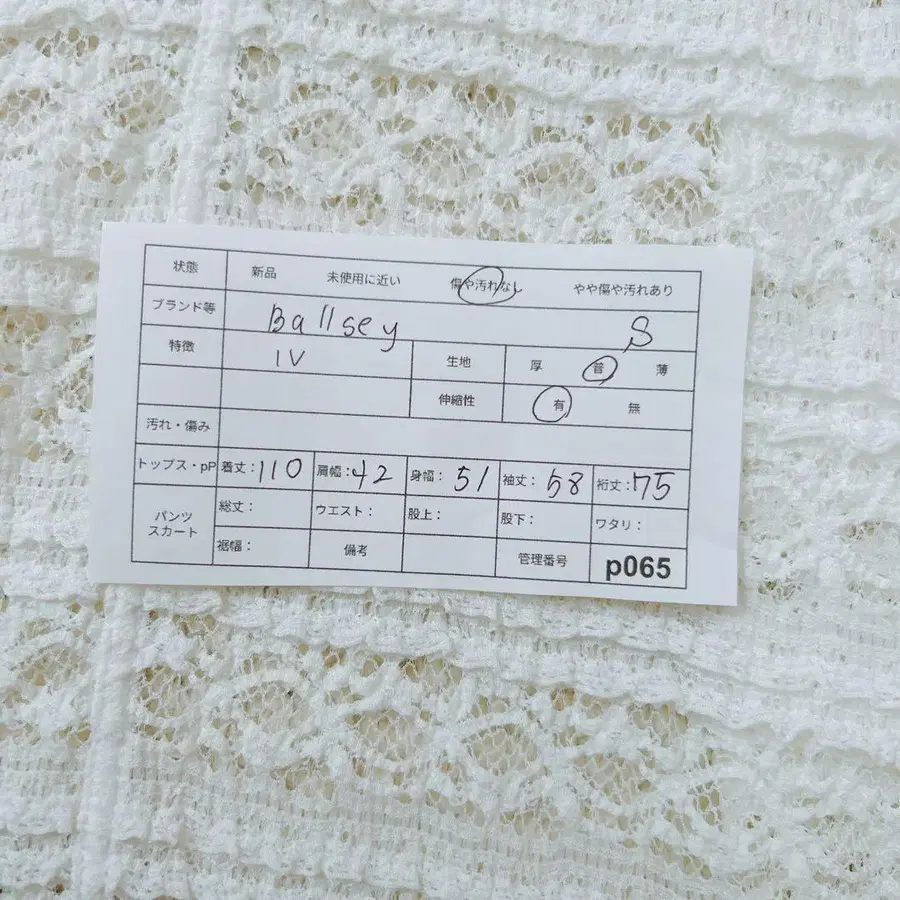 状態 新品 未使用に近い 傷や汚れなし やや傷や汚れあり
ブランド等 Ballsey S
特徴 IV 生地 厚 普 薄
伸縮性 有 無
汚れ・傷み
トップス・pP 着丈：110 肩幅：42 身幅：51 袖丈：58 裄丈：75
パンツ スカート 総丈： ウエスト： 股上： 股下： ワタリ：
裾幅： 備考 管理番号 p065